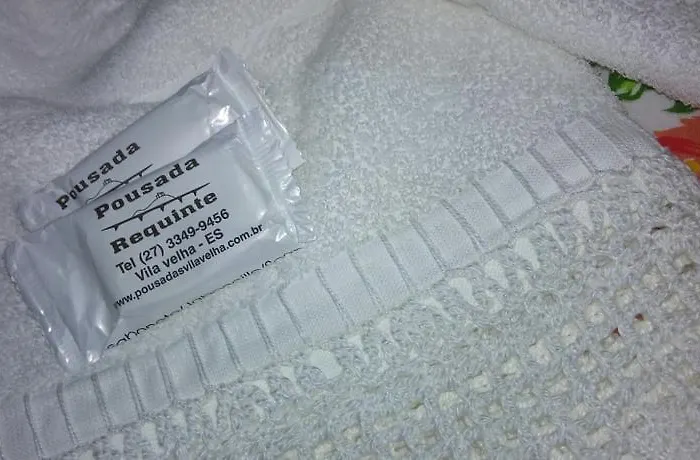 Pousada
Pousada
Requinte
Tel (27) 3349-9456
Vila velha - ES
www.pousadasvilavelha.com.br